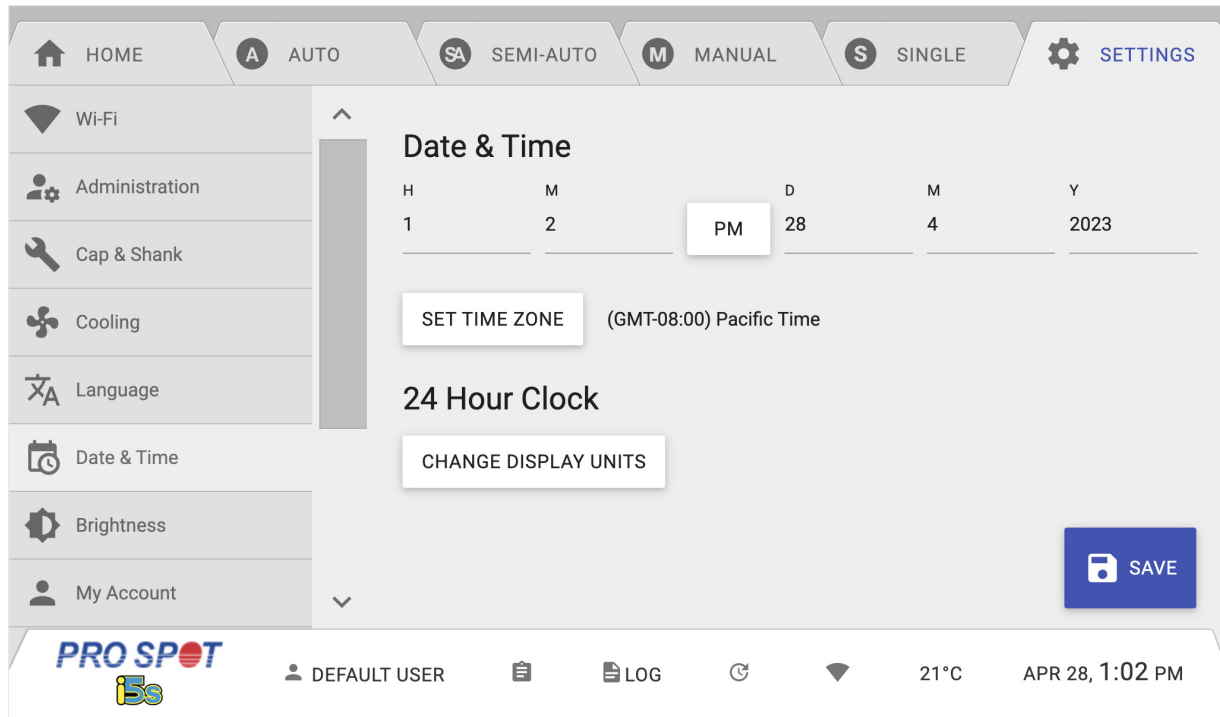 HOME
A AUTO
SA SEMI-AUTO
M MANUAL
S SINGLE
SETTINGS
Wi-Fi
Administration
Cap & Shank
Cooling
Language
Date & Time
Brightness
My Account
Date & Time
H M D M Y
1 2 PM 28 4 2023
SET TIME ZONE (GMT-08:00) Pacific Time
24 Hour Clock
CHANGE DISPLAY UNITS
SAVE
PRO SPOT
i5s
DEFAULT USER LOG 21°C APR 28, 1:02 PM